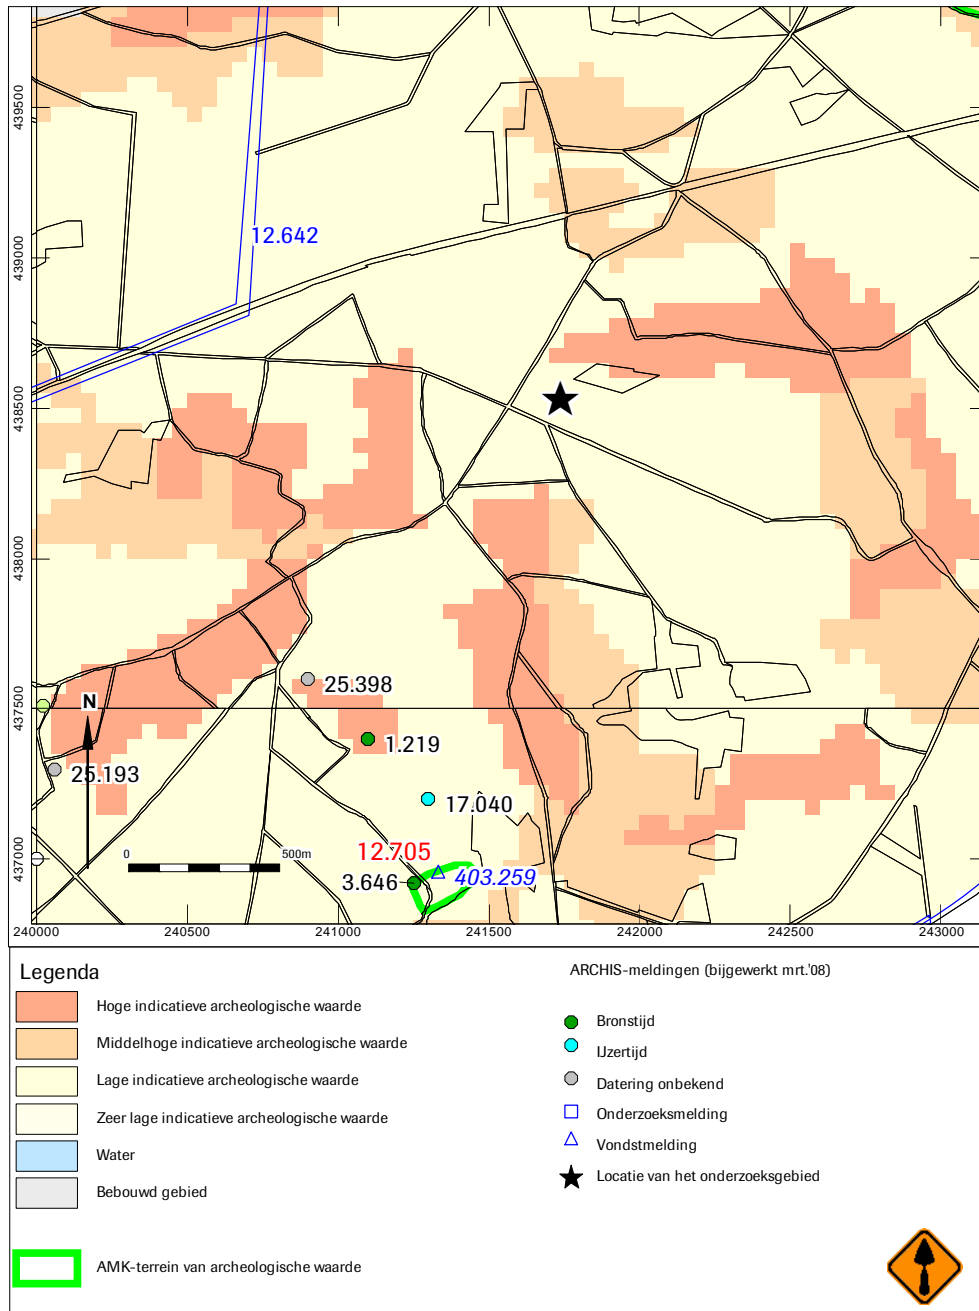 439500
12.642
439000
438500
438000
25.398
437500
N
1.219
25.193
17.040
0
500m
12.705
437000
403.259
3.646
240000
240500
241000
241500
242000
242500
243000
Legenda
Hoge indicatieve archeologische waarde
Middelhoge indicatieve archeologische waarde
Lage indicatieve archeologische waarde
Zeer lage indicatieve archeologische waarde
Water
Bebouwd gebied
AMK-terrein van archeologische waarde
ARCHIS-meldingen (bijgewerkt mrt.'08)
Bronstijd
IJzertijd
Datering onbekend
Onderzoeksmelding
Vondstmelding
Locatie van het onderzoeksgebied